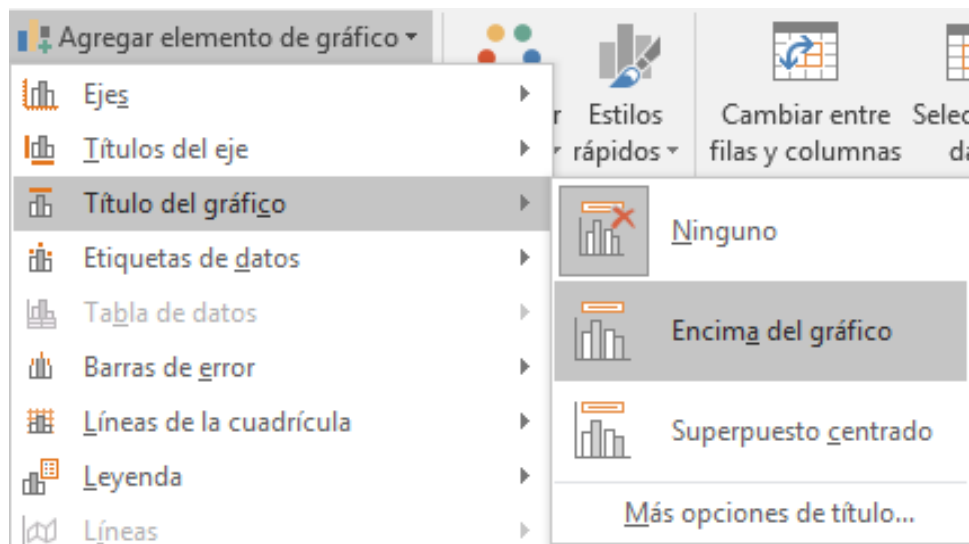 Agregar elemento de gráfico
Estilos
rápidos
Cambiar entre
filas y columnas
Ejes
Títulos del eje
Título del gráfico
Etiquetas de datos
Tabla de datos
Barras de error
Líneas de la cuadrícula
Leyenda
Líneas
Ninguno
Encima del gráfico
Superpuesto centrado
Más opciones de título...